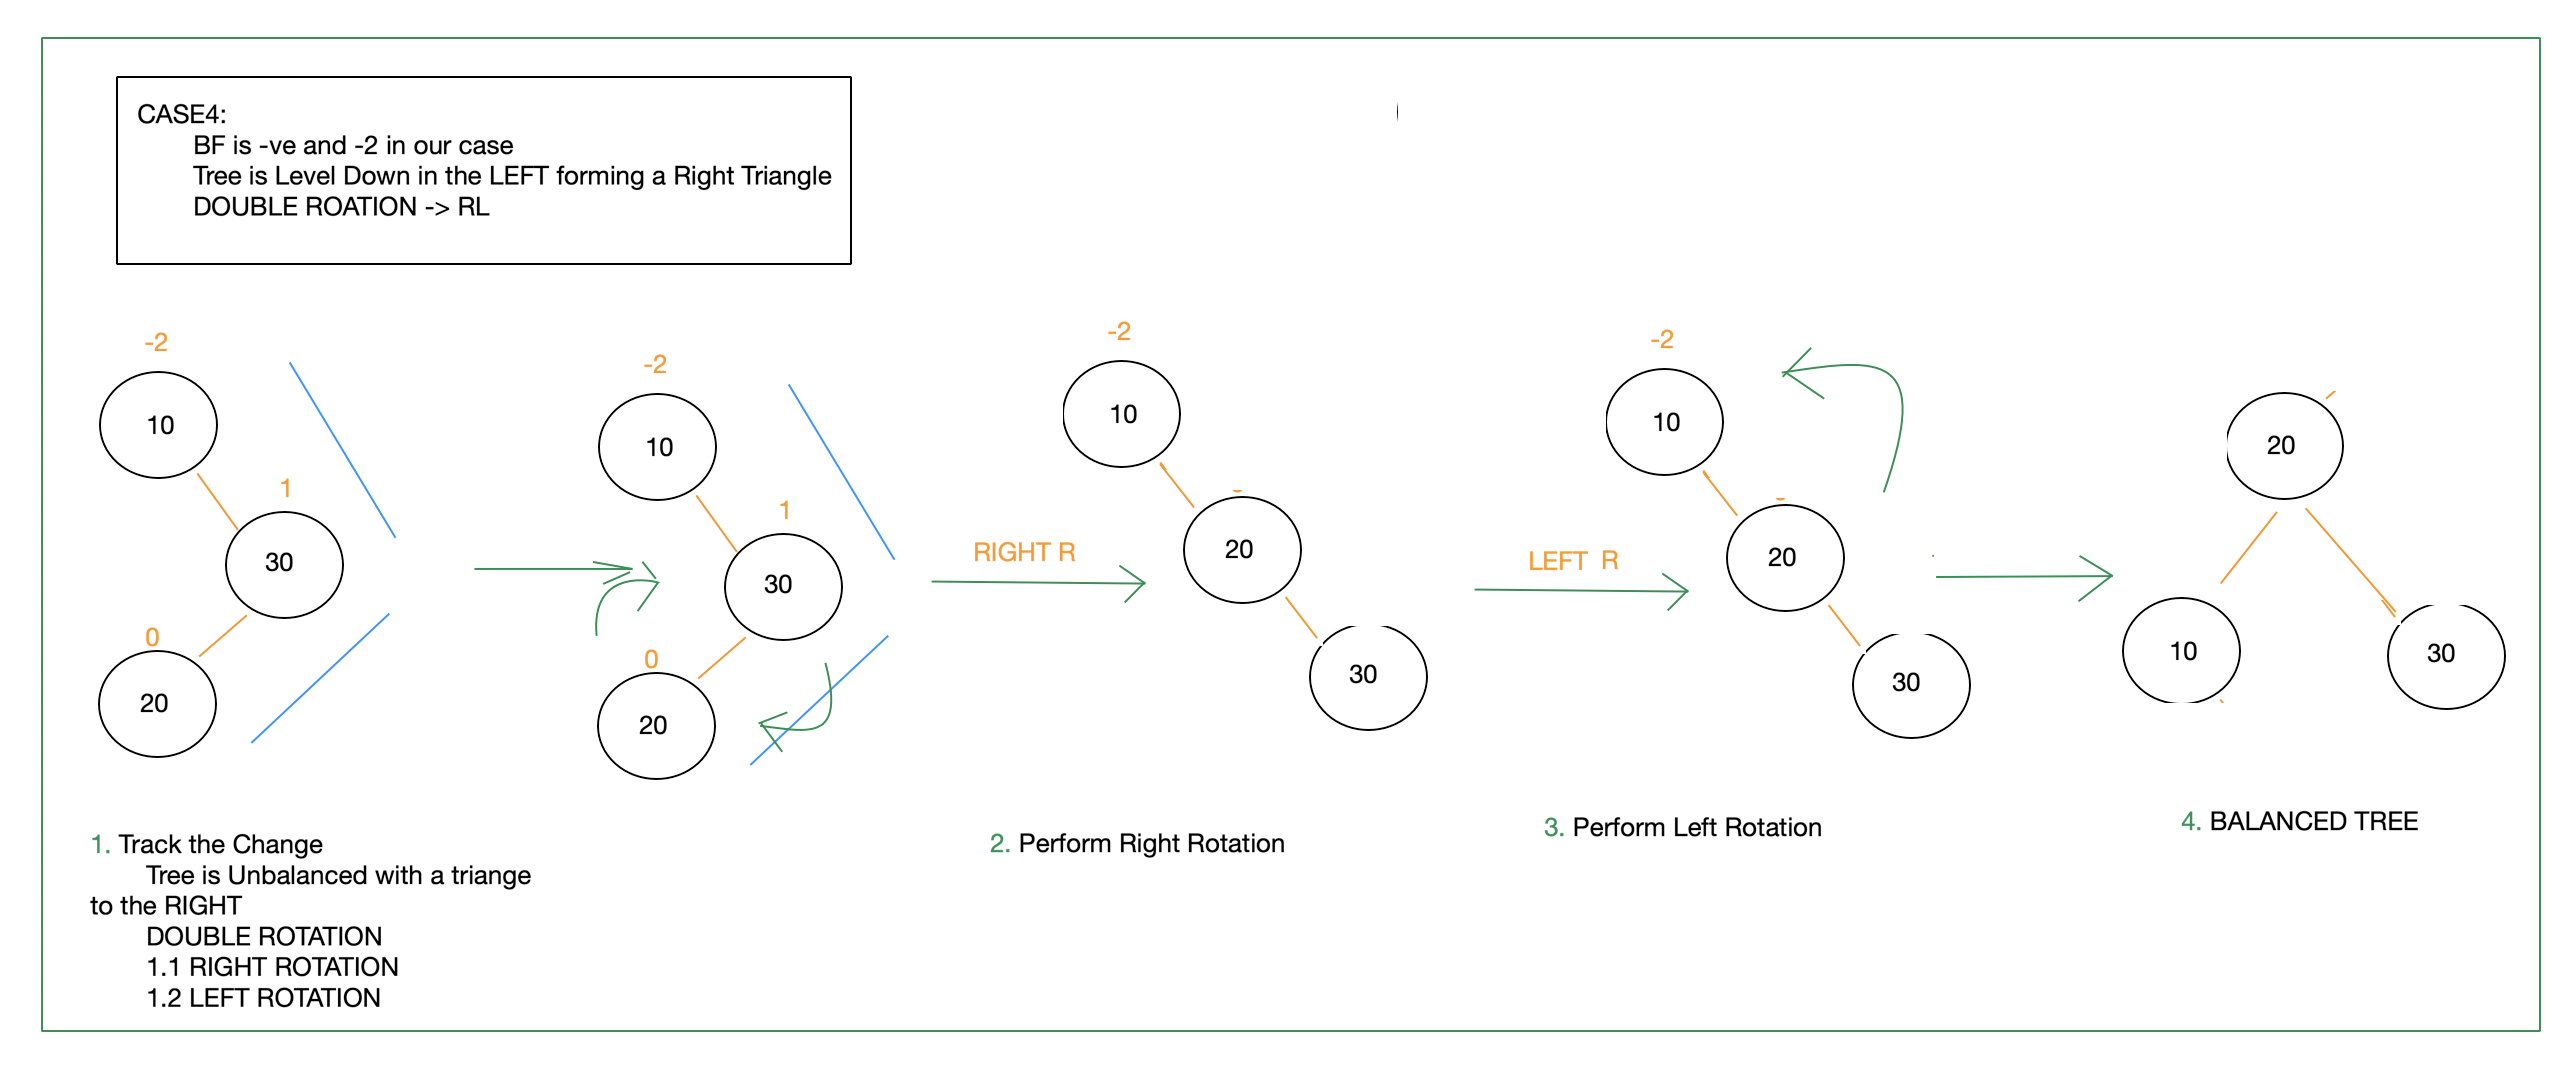 CASE4:
BF is -ve and -2 in our case
Tree is Level Down in the LEFT forming a Right Triangle
DOUBLE ROATION -> RL
-2
10
1
30
0
20
-2
10
1
30
0
20
RIGHT R
-2
10
20
30
LEFT R
-2
10
20
30
20
10
30
1. Track the Change
Tree is Unbalanced with a triange
to the RIGHT
DOUBLE ROTATION
1.1 RIGHT ROTATION
1.2 LEFT ROTATION
2. Perform Right Rotation
3. Perform Left Rotation
4. BALANCED TREE